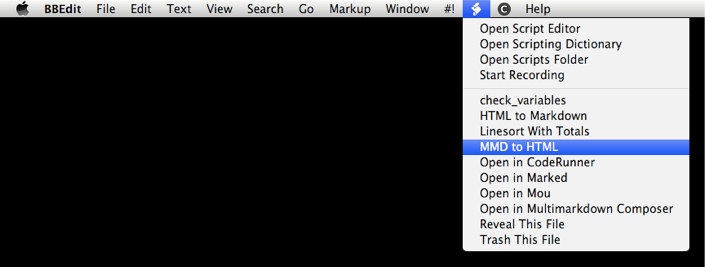 BBEdit File Edit Text View Search Go Markup Window #! C Help
Open Script Editor
Open Scripting Dictionary
Open Scripts Folder
Start Recording
check_variables
HTML to Markdown
Linesort With Totals
MMD to HTML
Open in CodeRunner
Open in Marked
Open in Mou
Open in Multimarkdown Composer
Reveal This File
Trash This File